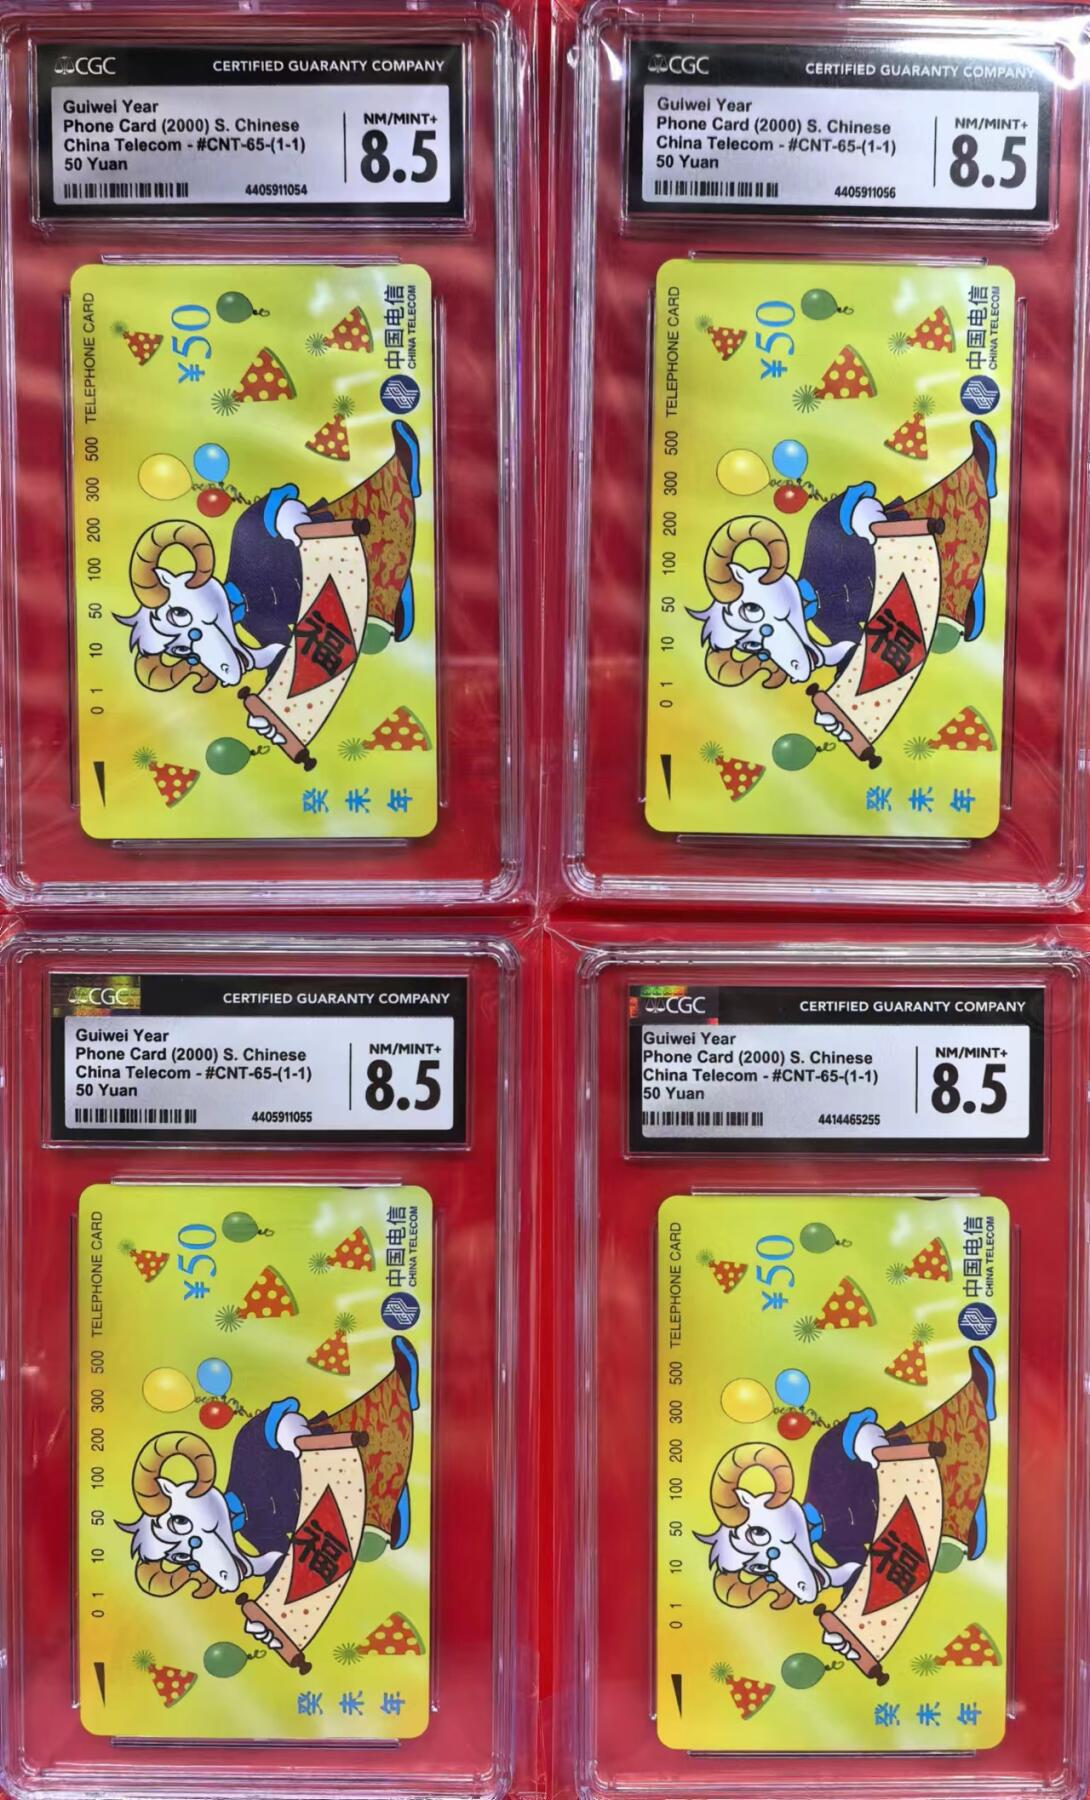 CGC
CERTIFIED GUARANTY COMPANY
Guiwei Year
Phone Card (2000) S. Chinese
China Telecom - #CNT-65-(1-1)
50 Yuan
4405911054
NM/MINT+
8.5
TELEPHONE CARD
0 1 10 50 100 200 300 500
¥50
中国电信
CHINA TELECOM
福
癸未年
CGC
CERTIFIED GUARANTY COMPANY
Guiwei Year
Phone Card (2000) S. Chinese
China Telecom - #CNT-65-(1-1)
50 Yuan
4405911056
NM/MINT+
8.5
TELEPHONE CARD
0 1 10 50 100 200 300 500
¥50
中国电信
CHINA TELECOM
福
癸未年
CGC
CERTIFIED GUARANTY COMPANY
Guiwei Year
Phone Card (2000) S. Chinese
China Telecom - #CNT-65-(1-1)
50 Yuan
4405911055
NM/MINT+
8.5
TELEPHONE CARD
0 1 10 50 100 200 300 500
¥50
中国电信
CHINA TELECOM
福
癸未年
CGC
CERTIFIED GUARANTY COMPANY
Guiwei Year
Phone Card (2000) S. Chinese
China Telecom - #CNT-65-(1-1)
50 Yuan
4414465255
NM/MINT+
8.5
TELEPHONE CARD
0 1 10 50 100 200 300 500
¥50
中国电信
CHINA TELECOM
福
癸未年